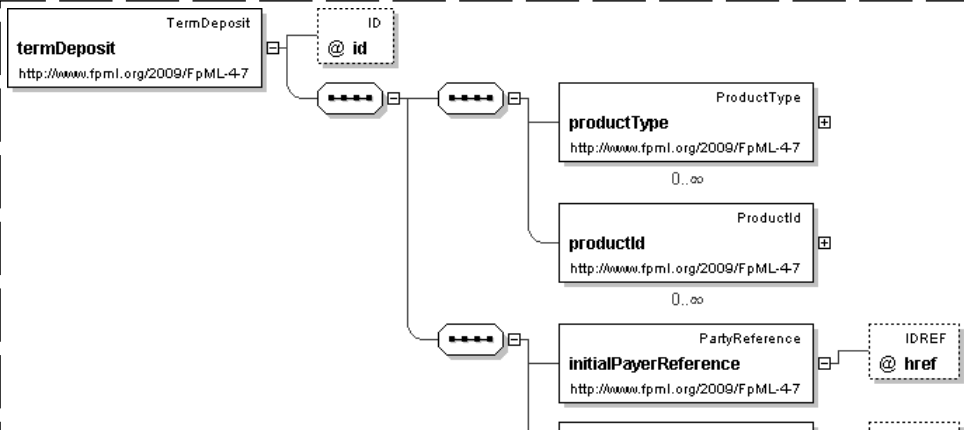 TermDeposit
termDeposit
http://www.fpml.org/2009/FpML-4-7
ID
@ id
ProductType
productType
http://www.fpml.org/2009/FpML-4-7
0..∞
ProductId
productId
http://www.fpml.org/2009/FpML-4-7
0..∞
PartyReference
initialPayerReference
http://www.fpml.org/2009/FpML-4-7
IDREF
@ href